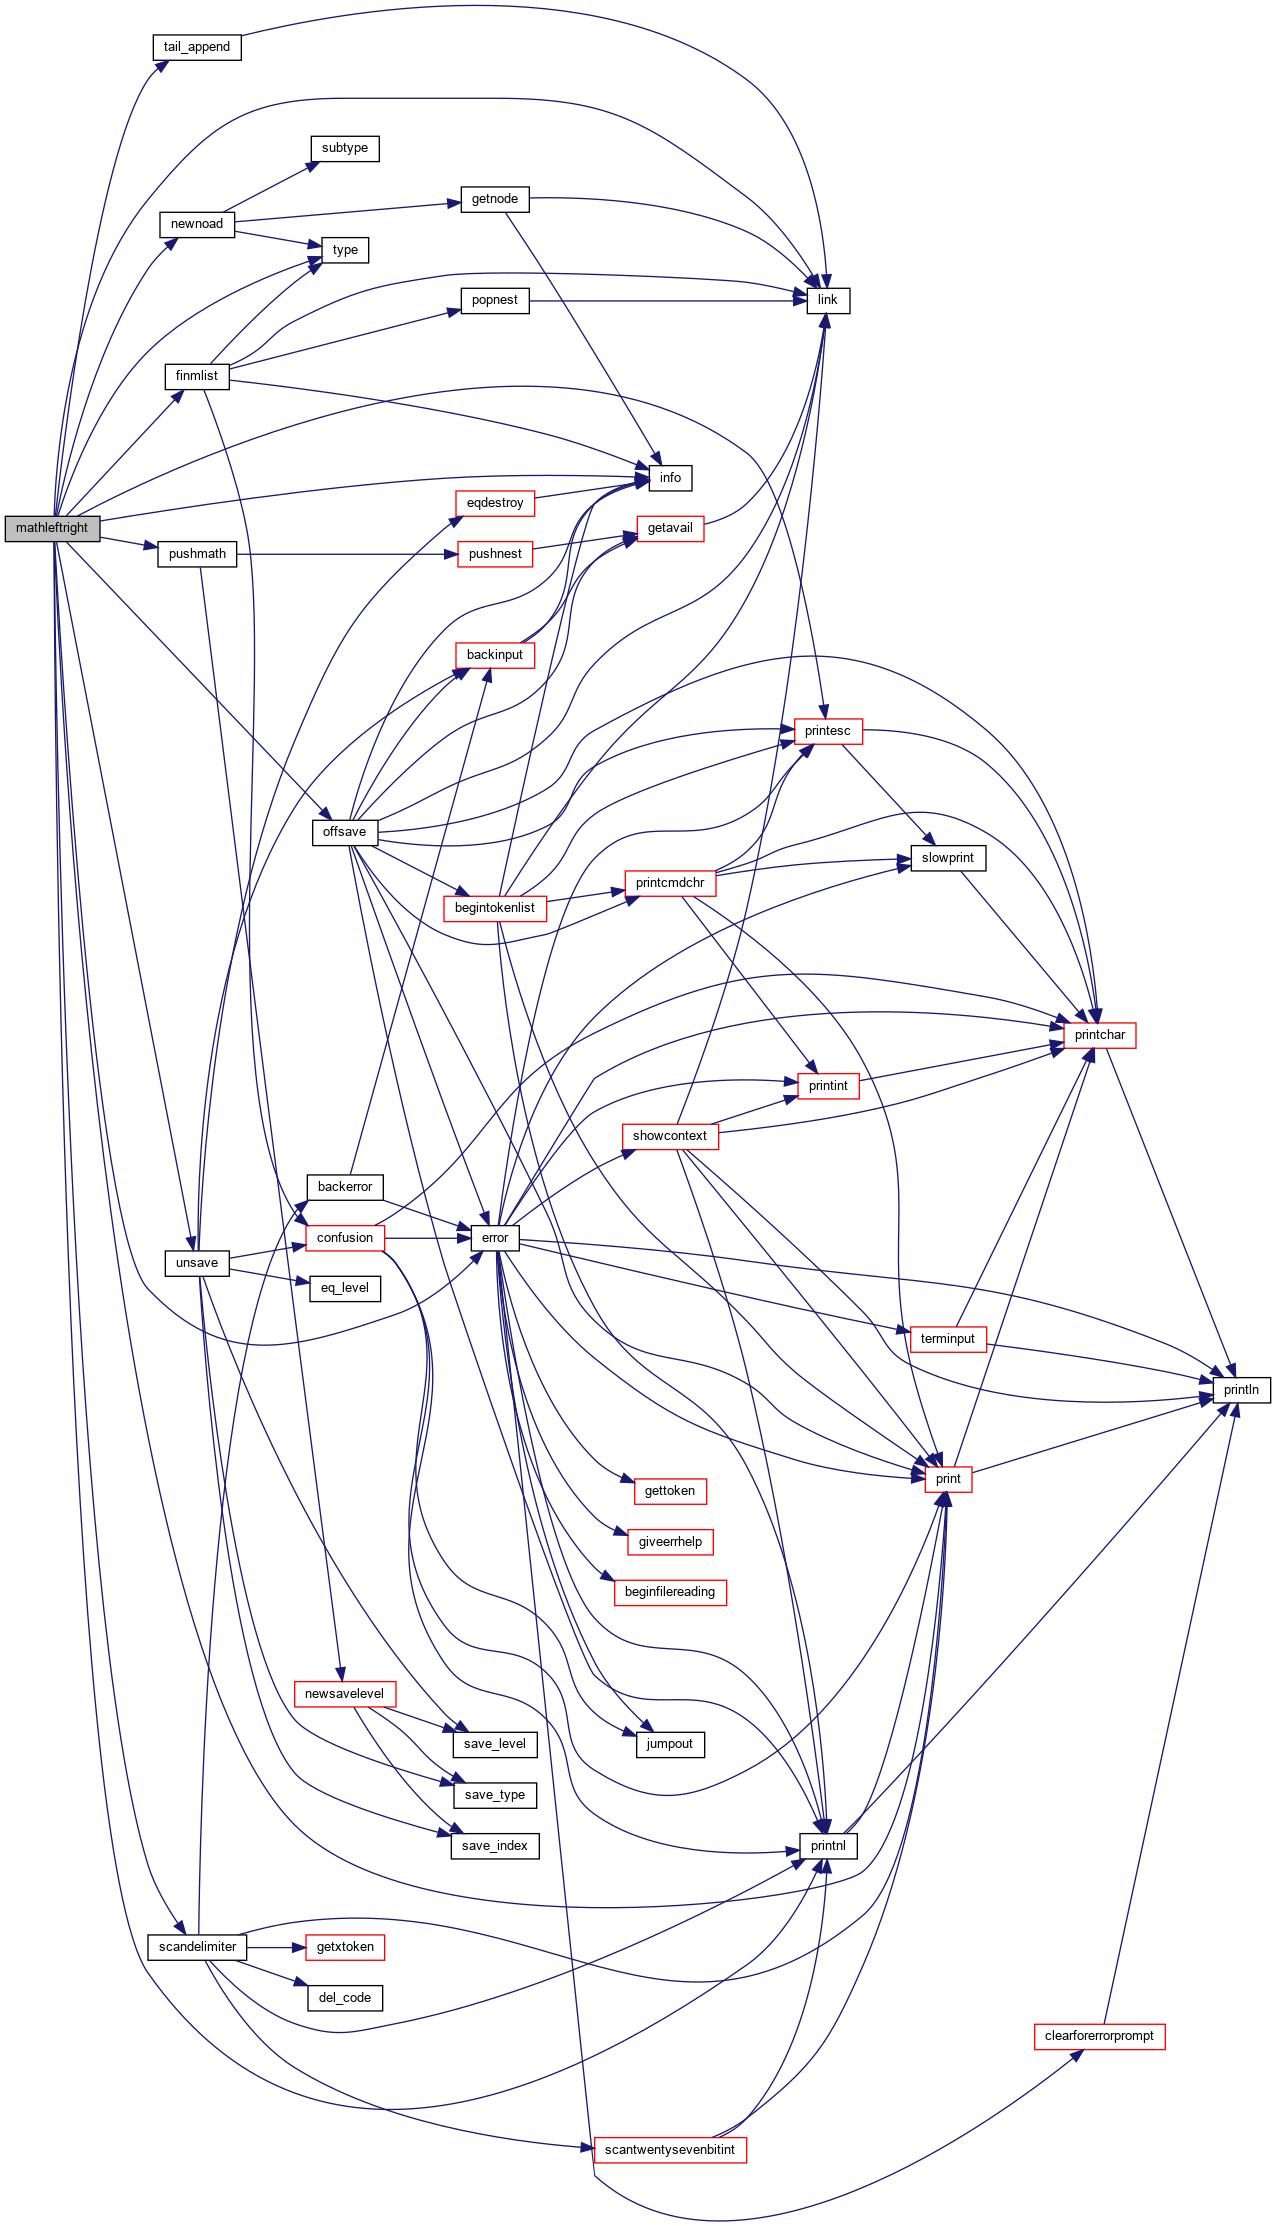 tail_append
subtype
getnode
newnoad
type
link
popnest
finmlist
info
eqdestroy
mathleftright
getavail
pushmath
pushnest
backinput
printesc
offsave
slowprint
printcmdchr
begintokenlist
printchar
printint
showcontext
backerror
confusion
error
unsave
eq_level
terminput
println
print
gettoken
giveerrhelp
beginfilereading
newsavelevel
save_level
jumpout
save_type
save_index
printnl
scandelimiter
getxtoken
del_code
clearforerrorprompt
scantwentysevenbitint